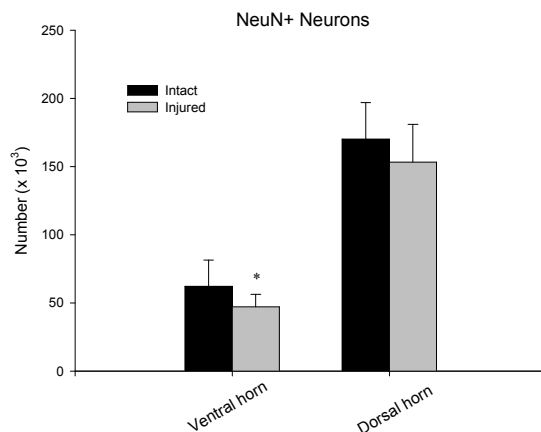 NeuN+ Neurons
250
200
150
100
50
0
Number (x 10³)
Intact
Injured
*
Ventral horn
Dorsal horn